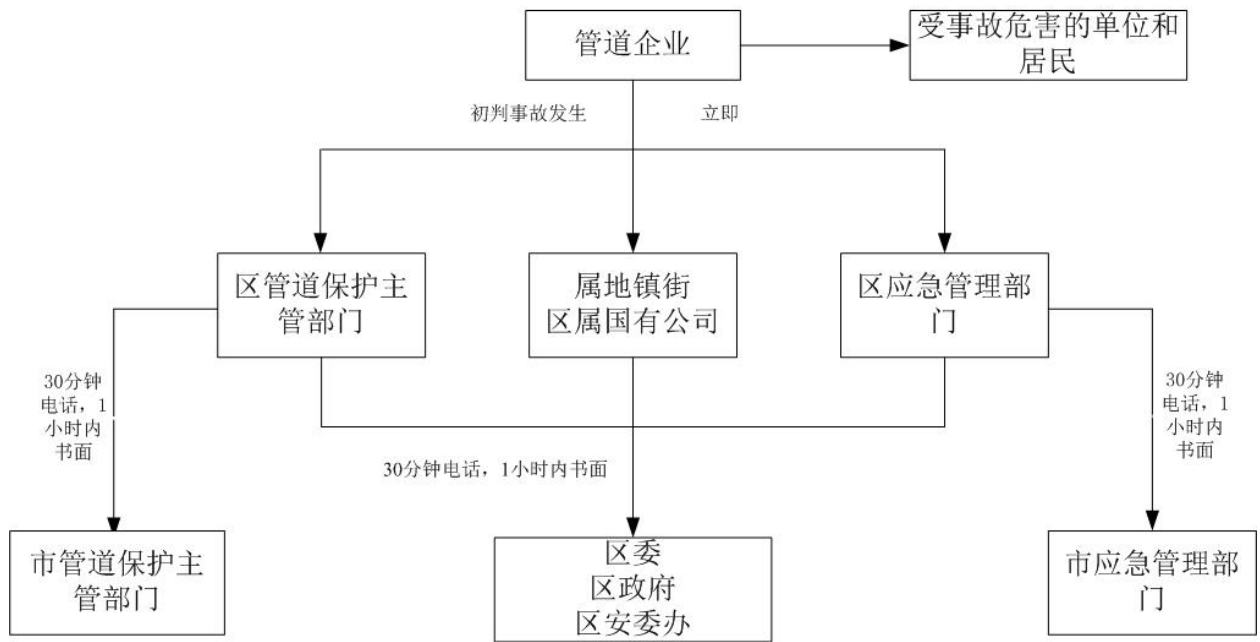 管道企业
受事故危害的单位和
居民
初判事故发生
立即
区管道保护主
管部门
属地镇街
区属国有公司
区应急管理部
门
30分钟
电话，1
小时内
书面
30分钟电话，1小时内书面
30分钟
电话，1
小时内
书面
市管道保护主
管部门
区委
区政府
区安委办
市应急管理部
门